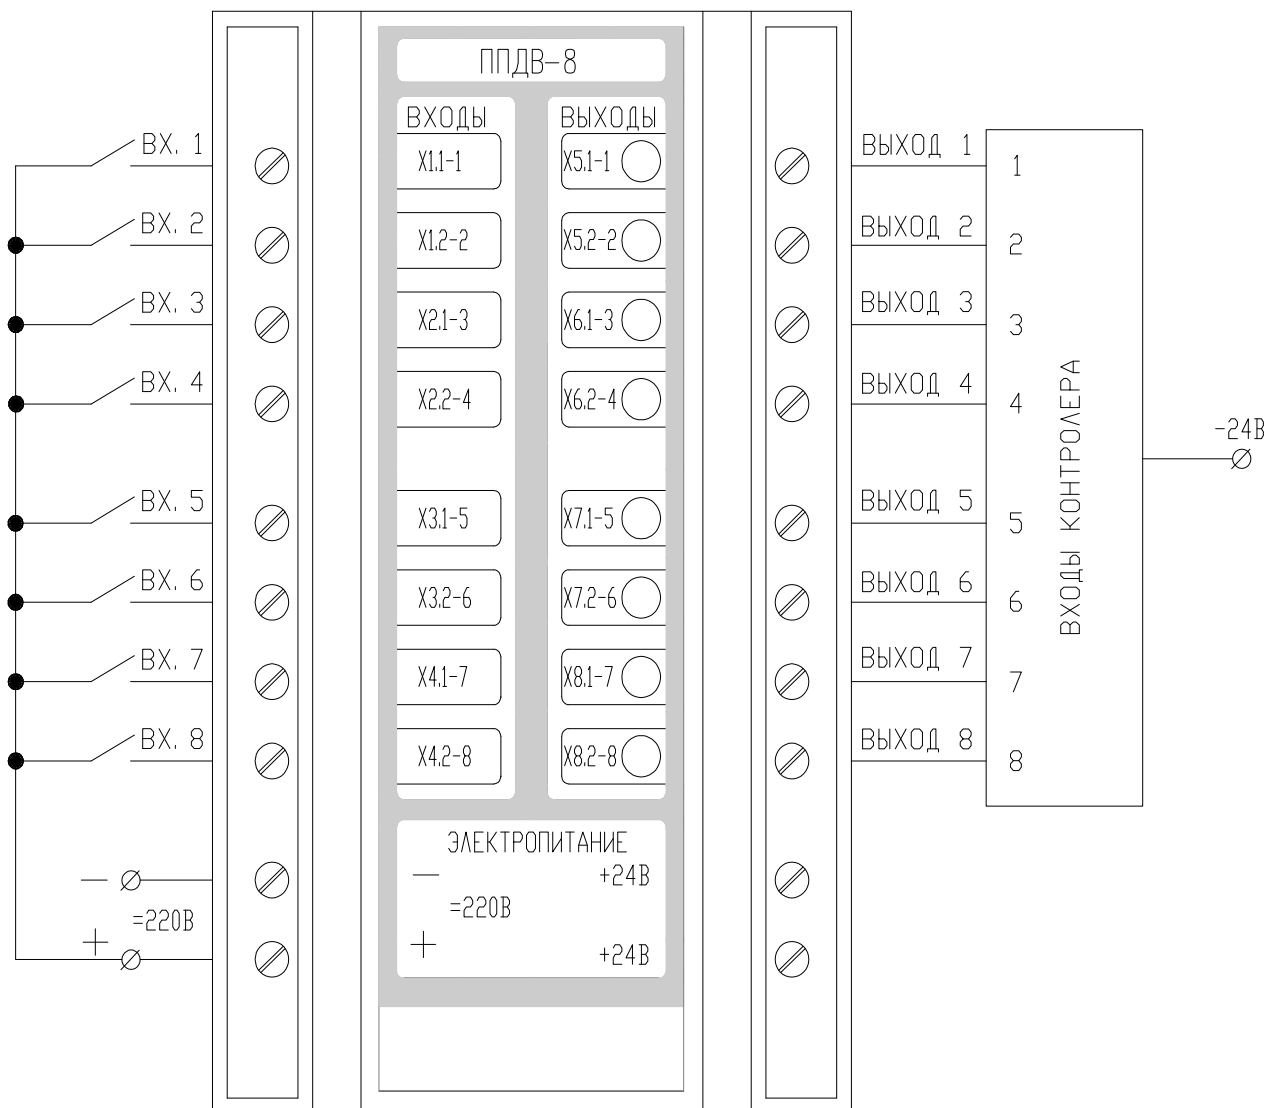 ППДВ-8
ВХОДЫ ВЫХОДЫ
ВХ. 1 X1.1-1 X5.1-1 ВЫХОД 1 1
ВХ. 2 X1.2-2 X5.2-2 ВЫХОД 2 2
ВХ. 3 X2.1-3 X6.1-3 ВЫХОД 3 3
ВХ. 4 X2.2-4 X6.2-4 ВЫХОД 4 4
-24В
ВХ. 5 X3.1-5 X7.1-5 ВЫХОД 5 5
ВХ. 6 X3.2-6 X7.2-6 ВЫХОД 6 6
ВХ. 7 X4.1-7 X8.1-7 ВЫХОД 7 7
ВХ. 8 X4.2-8 X8.2-8 ВЫХОД 8 8
ВХОДЫ КОНТРОЛЕРА
ЭЛЕКТРОПИТАНИЕ
— — +24В
=220В =220В
+ + +24В